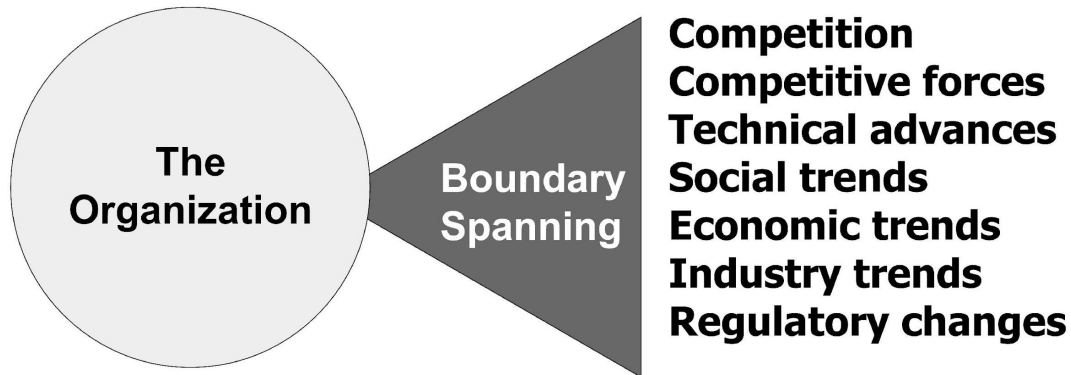 The
Organization
Boundary
Spanning
Competition
Competitive forces
Technical advances
Social trends
Economic trends
Industry trends
Regulatory changes